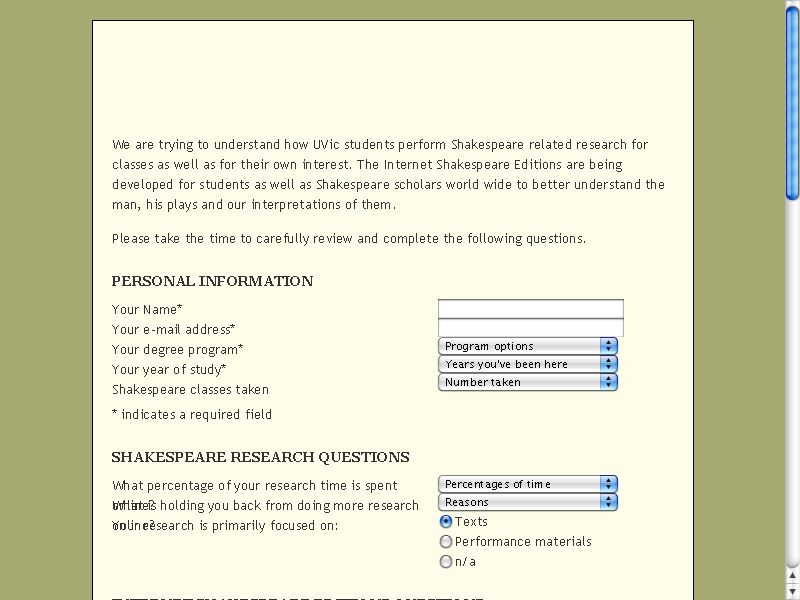 We are trying to understand how UVic students perform Shakespeare related research for
classes as well as for their own interest. The Internet Shakespeare Editions are being
developed for students as well as Shakespeare scholars world wide to better understand the
man, his plays and our interpretations of them.
Please take the time to carefully review and complete the following questions.
PERSONAL INFORMATION
Your Name*
Your e-mail address*
Your degree program* Program options
Your year of study* Years you've been here
Shakespeare classes taken Number taken
* indicates a required field
SHAKESPEARE RESEARCH QUESTIONS
What percentage of your research time is spent Percentages of time
online?
What is holding you back from doing more research Reasons
online?
Your research is primarily focused on: Texts
Performance materials
n/a